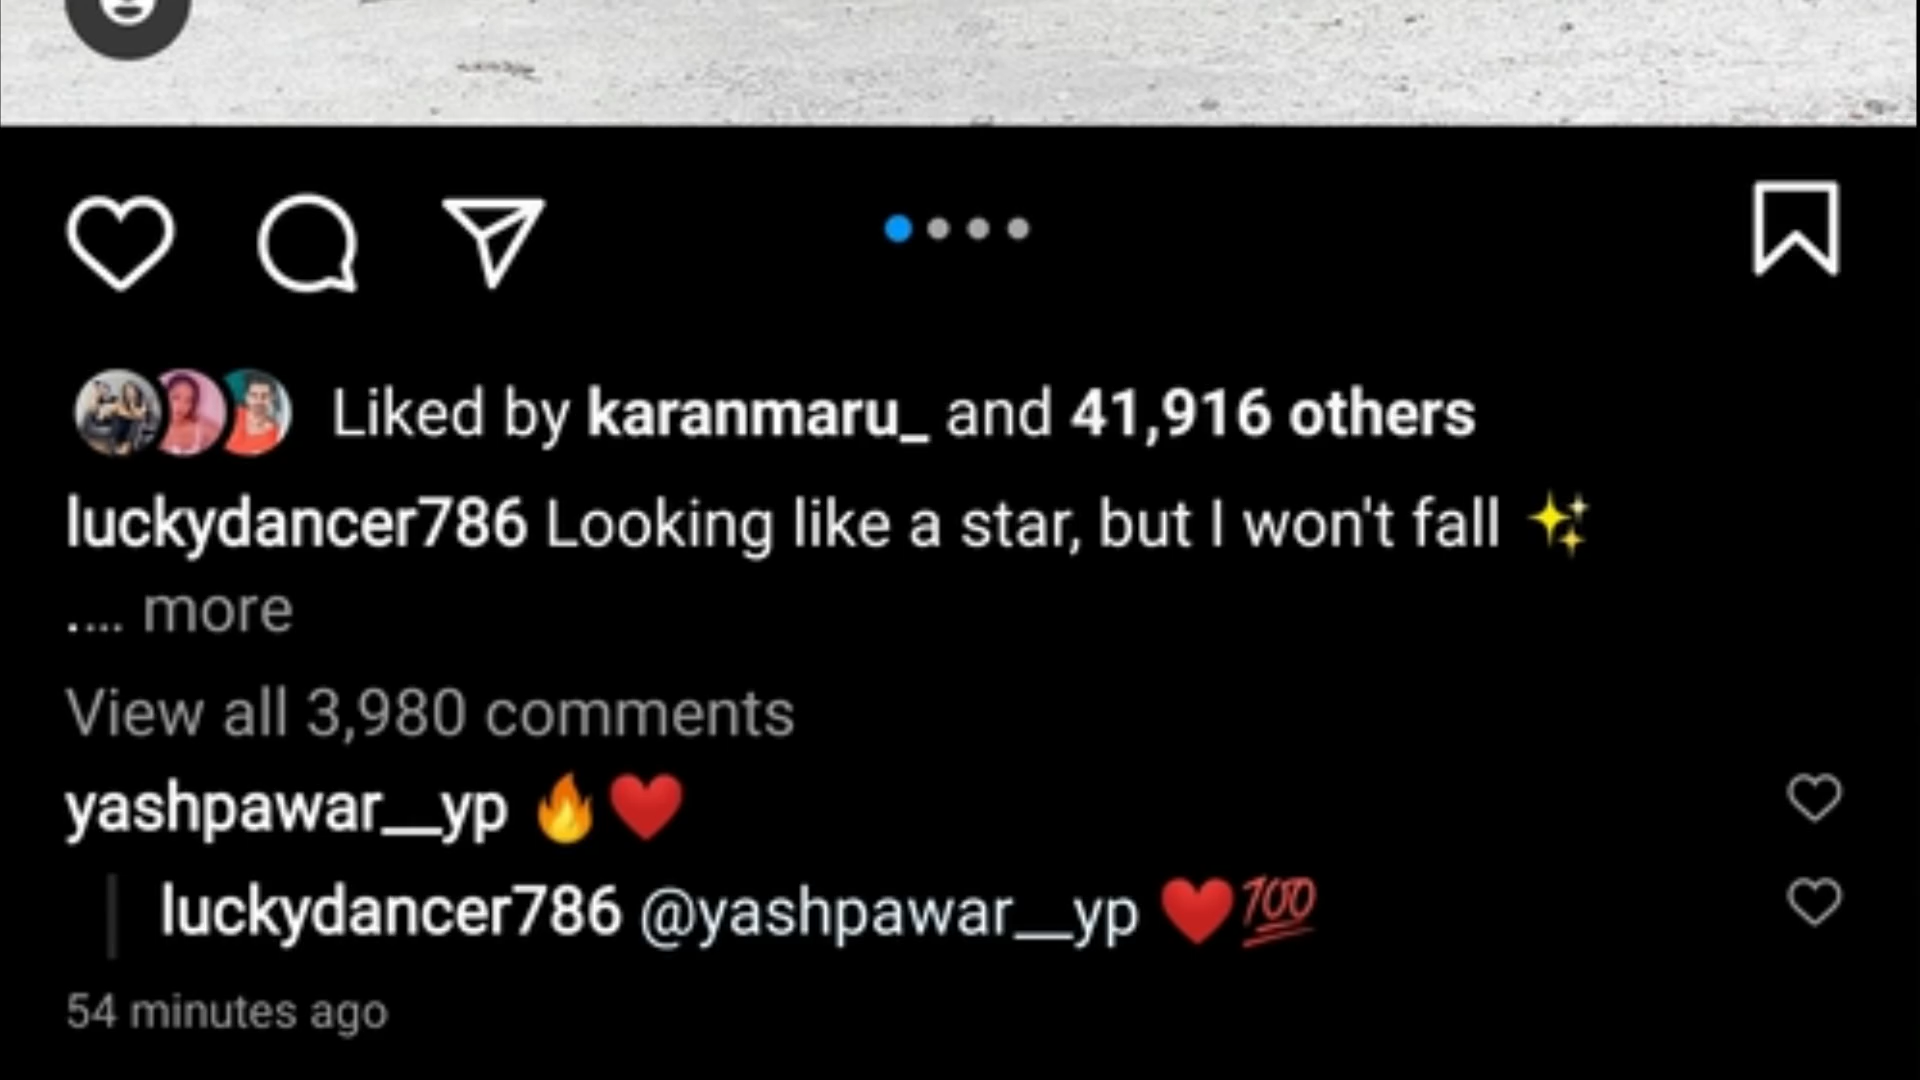 Liked by karanmaru_ and 41,916 others
luckydancer786 Looking like a star, but I won't fall ✨
.... more
View all 3,980 comments
yashpawar__yp 🔥❤️
luckydancer786 @yashpawar__yp ❤️💯
54 minutes ago